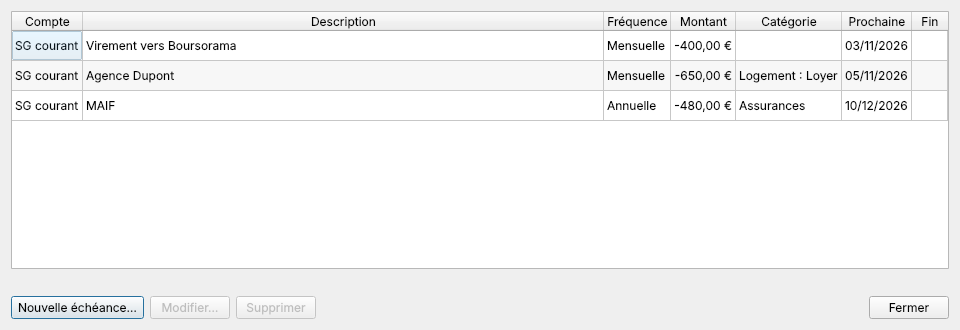 Compte Description Fréquence Montant Catégorie Prochaine Fin
SG courant Virement vers Boursorama Mensuelle -400,00 € 03/11/2026
SG courant Agence Dupont Mensuelle -650,00 € Logement : Loyer 05/11/2026
SG courant MAIF Annuelle -480,00 € Assurances 10/12/2026
Nouvelle échéance... Modifier... Supprimer Fermer